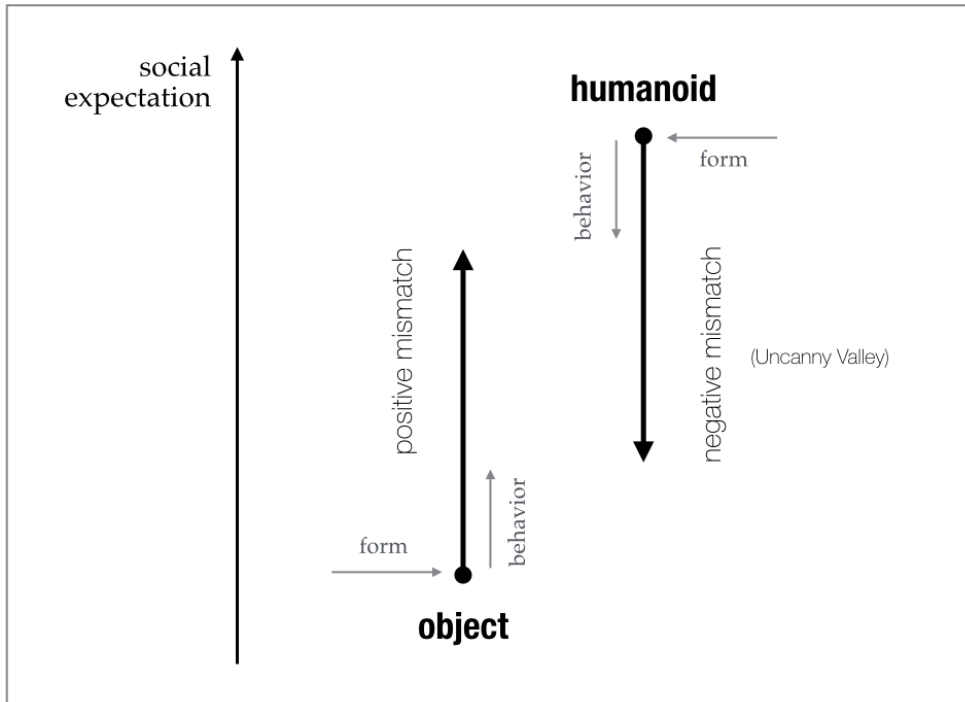 social
expectation
humanoid
form
behavior
positive mismatch
negative mismatch
(Uncanny Valley)
behavior
form
object